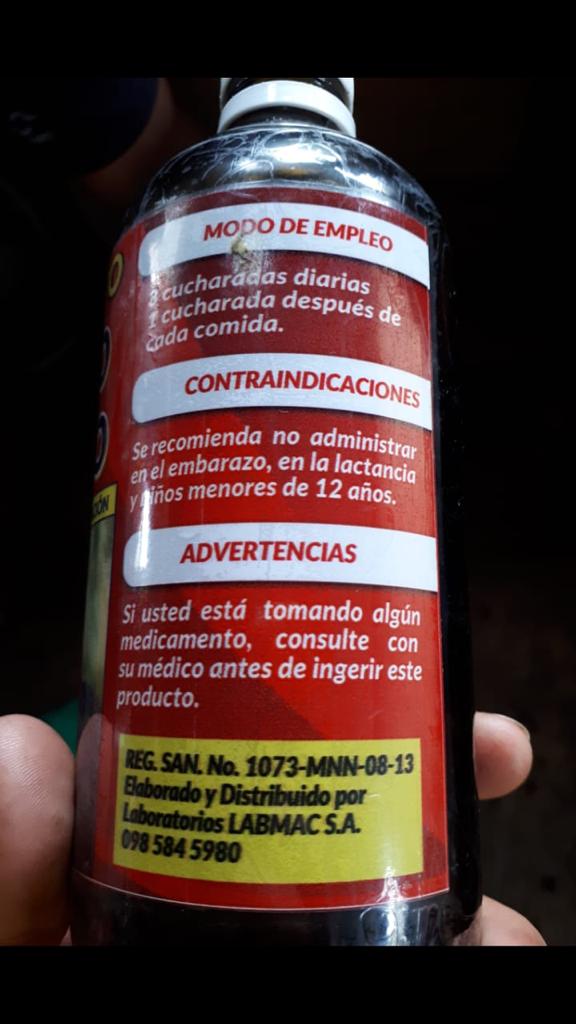 MODO DE EMPLEO
3 cucharadas diarias
1 cucharada después de
cada comida.
CONTRAINDICACIONES
Se recomienda no administrar
en el embarazo, en la lactancia
y niños menores de 12 años.
ADVERTENCIAS
Si usted está tomando algún
medicamento, consulte con
su médico antes de ingerir este
producto.
REG. SAN. No. 1073-MNN-08-13
Elaborado y Distribuido por
Laboratorios LABMAC S.A.
098 584 5980